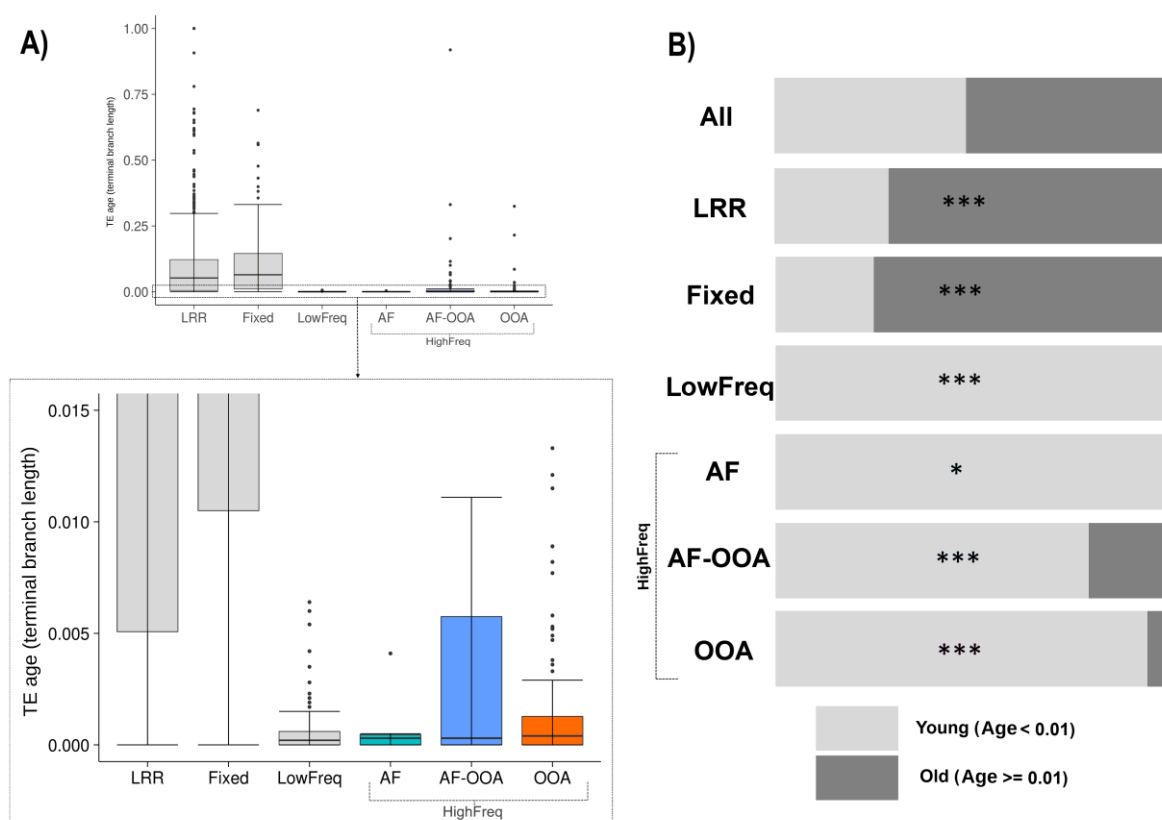 A)
TE age (terminal branch length)
1.00
0.75
0.50
0.25
0.00
LRR Fixed LowFreq AF AF-OOA OOA
HighFreq
TE age (terminal branch length)
0.015
0.010
0.005
0.000
LRR Fixed LowFreq AF AF-OOA OOA
HighFreq
B)
All
LRR ***
Fixed ***
LowFreq ***
HighFreq
AF *
AF-OOA ***
OOA ***
Young (Age < 0.01)
Old (Age >= 0.01)